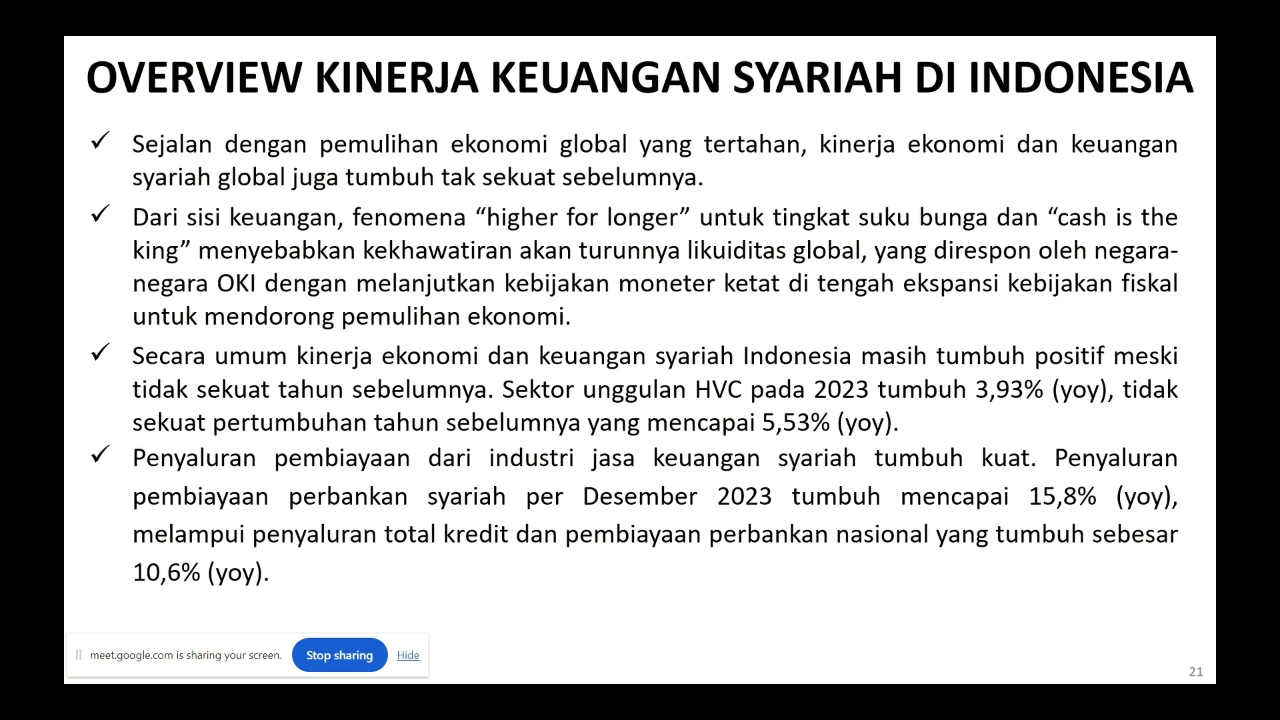 OVERVIEW KINERJA KEUANGAN SYARIAH DI INDONESIA
✓ Sejalan dengan pemulihan ekonomi global yang tertahan, kinerja ekonomi dan keuangan
syariah global juga tumbuh tak sekuat sebelumnya.
✓ Dari sisi keuangan, fenomena “higher for longer” untuk tingkat suku bunga dan “cash is the
king” menyebabkan kekhawatiran akan turunnya likuiditas global, yang direspon oleh negara-
negara OKI dengan melanjutkan kebijakan moneter ketat di tengah ekspansi kebijakan fiskal
untuk mendorong pemulihan ekonomi.
✓ Secara umum kinerja ekonomi dan keuangan syariah Indonesia masih tumbuh positif meski
tidak sekuat tahun sebelumnya. Sektor unggulan HVC pada 2023 tumbuh 3,93% (yoy), tidak
sekuat pertumbuhan tahun sebelumnya yang mencapai 5,53% (yoy).
✓ Penyaluran pembiayaan dari industri jasa keuangan syariah tumbuh kuat. Penyaluran
pembiayaan perbankan syariah per Desember 2023 tumbuh mencapai 15,8% (yoy),
melampui penyaluran total kredit dan pembiayaan perbankan nasional yang tumbuh sebesar
10,6% (yoy).
meet.google.com is sharing your screen. Stop sharing Hide
21